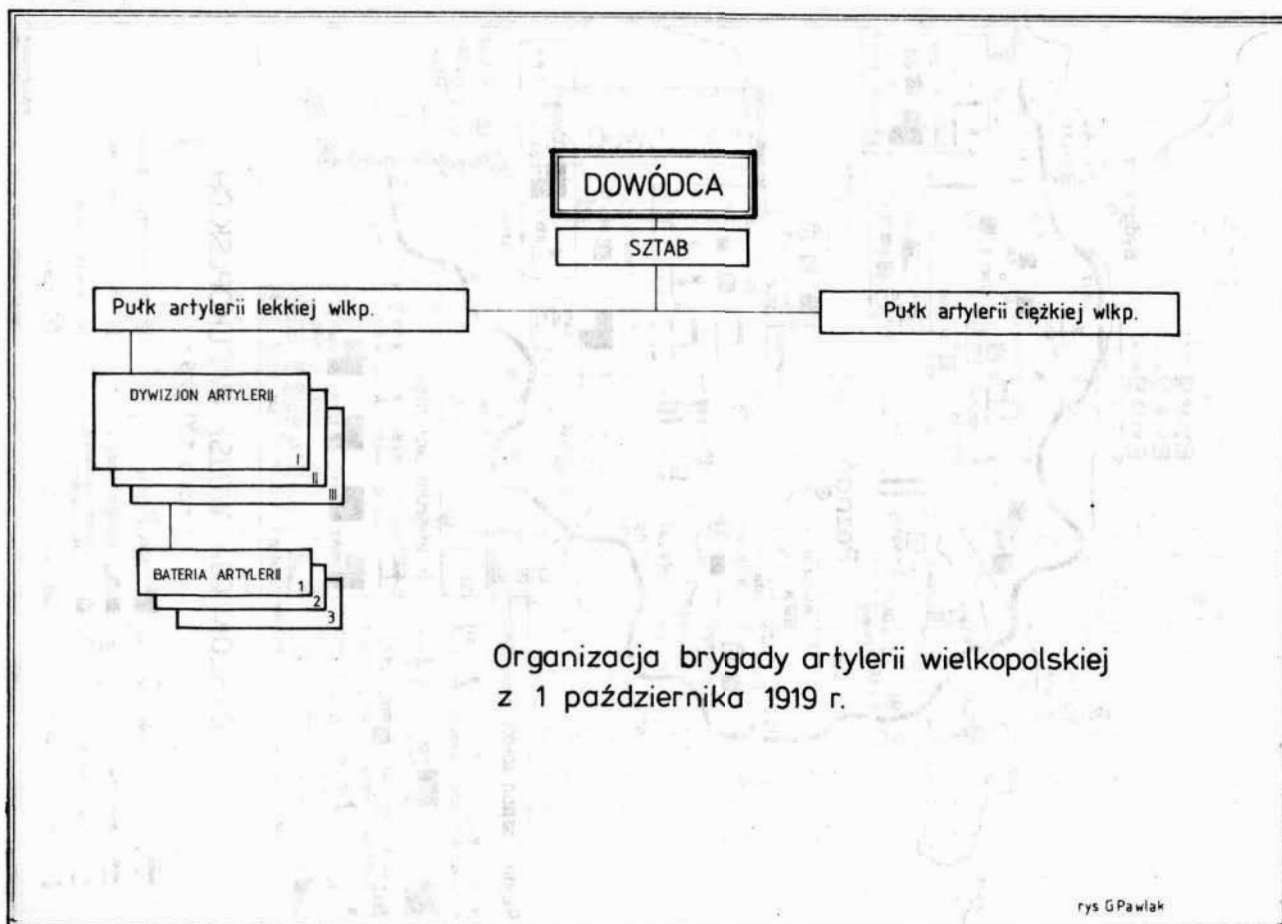 DOWÓDCA
SZTAB
Pułk artylerii lekkiej wlkp.
Pułk artylerii ciężkiej wlkp.
DYWIZJON ARTYLERII
I
II
III
BATERIA ARTYLERII
1
2
3
Organizacja brygady artylerii wielkopolskiej
z 1 października 1919 r.
rys G Pawlak